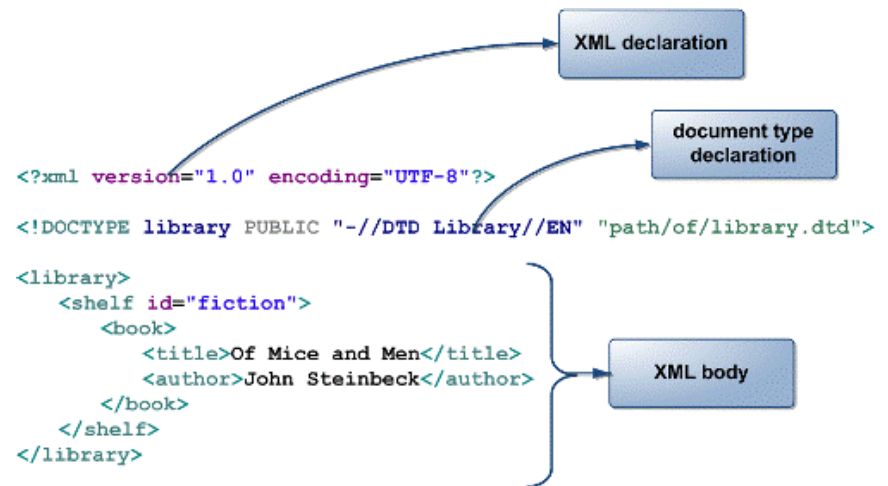 XML declaration
document type
declaration
<?xml version="1.0" encoding="UTF-8"?>
<!DOCTYPE library PUBLIC "-//DTD Library//EN" "path/of/library.dtd">
<library>
<shelf id="fiction">
<book>
<title>Of Mice and Men</title>
<author>John Steinbeck</author>
</book>
</shelf>
</library>
XML body